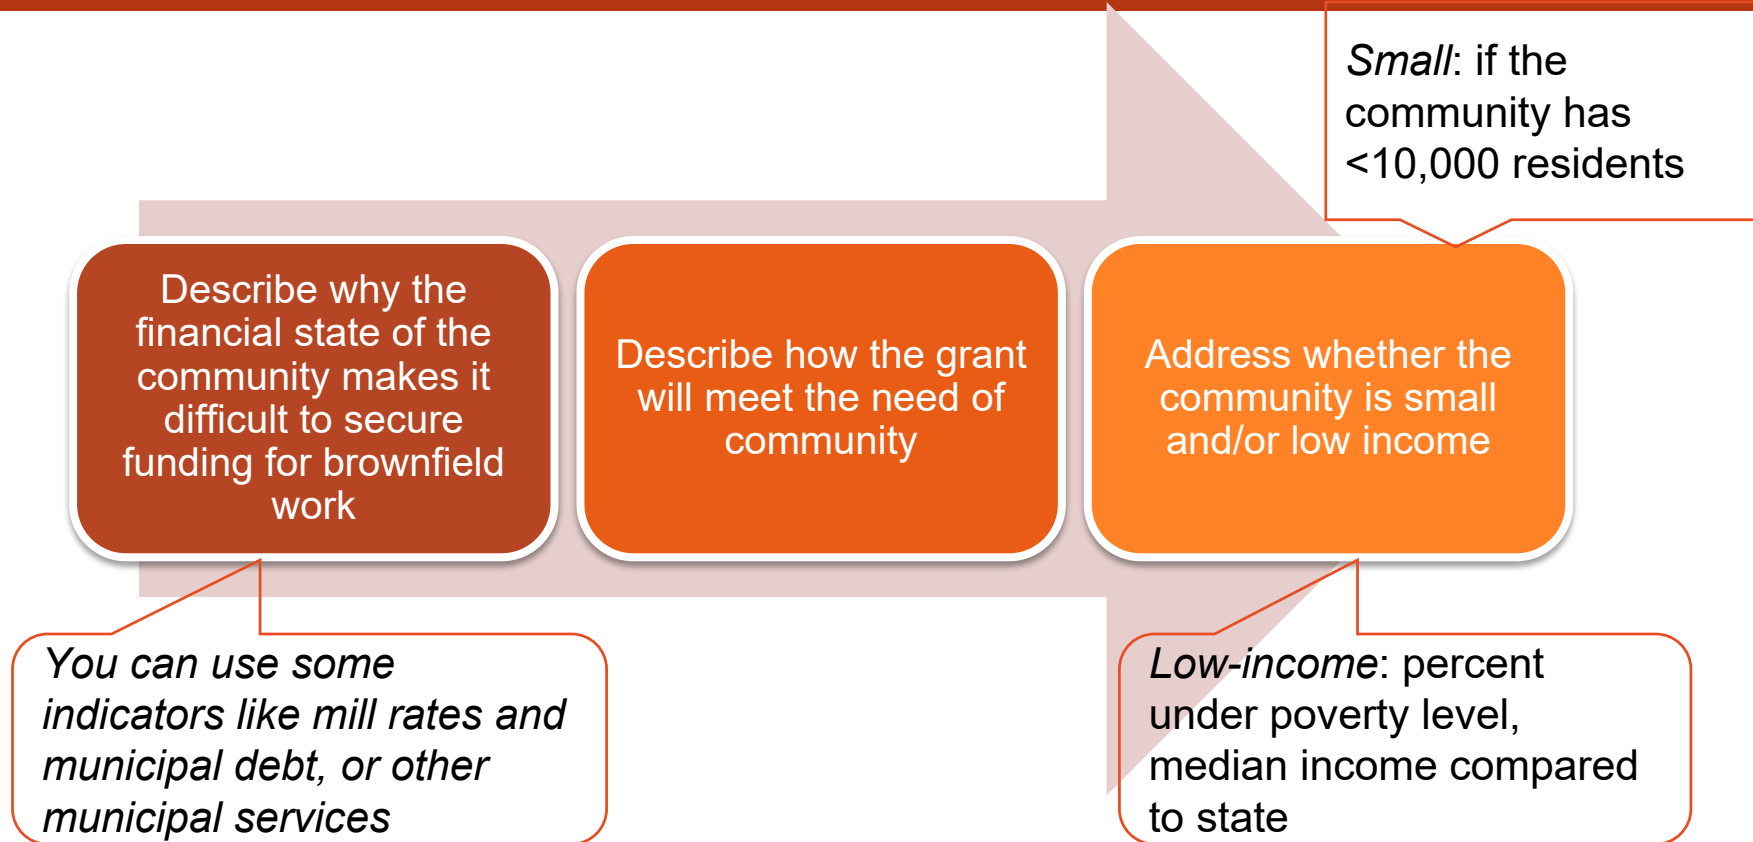 Small: if the
community has
<10,000 residents
Describe why the
financial state of the
community makes it
difficult to secure
funding for brownfield
work
Describe how the grant
will meet the need of
community
Address whether the
community is small
and/or low income
You can use some
indicators like mill rates and
municipal debt, or other
municipal services
Low-income: percent
under poverty level,
median income compared
to state